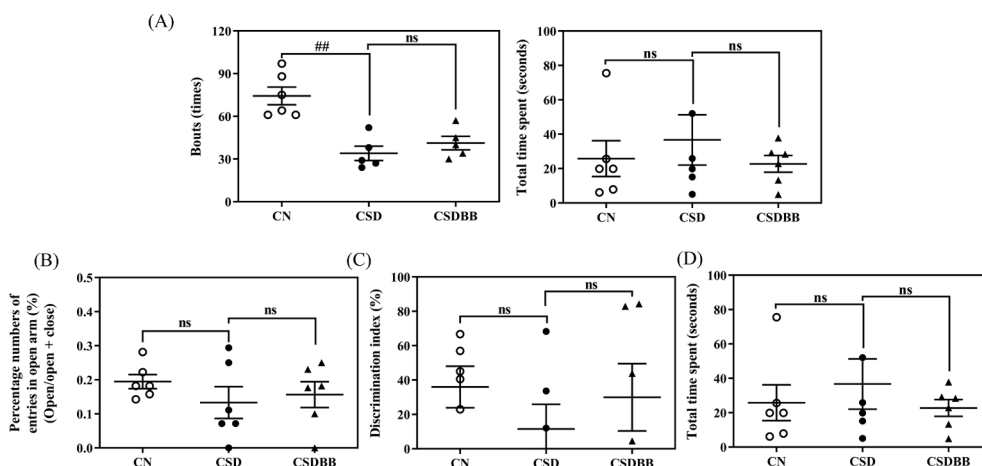 (A)
Bouts (times)
120
90
60
30
0
##
ns
CN
CSD
CSDBB
Total time spent (seconds)
100
80
60
40
20
0
ns
ns
CN
CSD
CSDBB
(B)
Percentage numbers of
entries in open arm (%)
(Open/open + close)
0.5
0.4
0.3
0.2
0.1
0.0
ns
ns
CN
CSD
CSDBB
(C)
Discrimination index (%)
100
80
60
40
20
0
ns
ns
CN
CSD
CSDBB
(D)
Total time spent (seconds)
100
80
60
40
20
0
ns
ns
CN
CSD
CSDBB